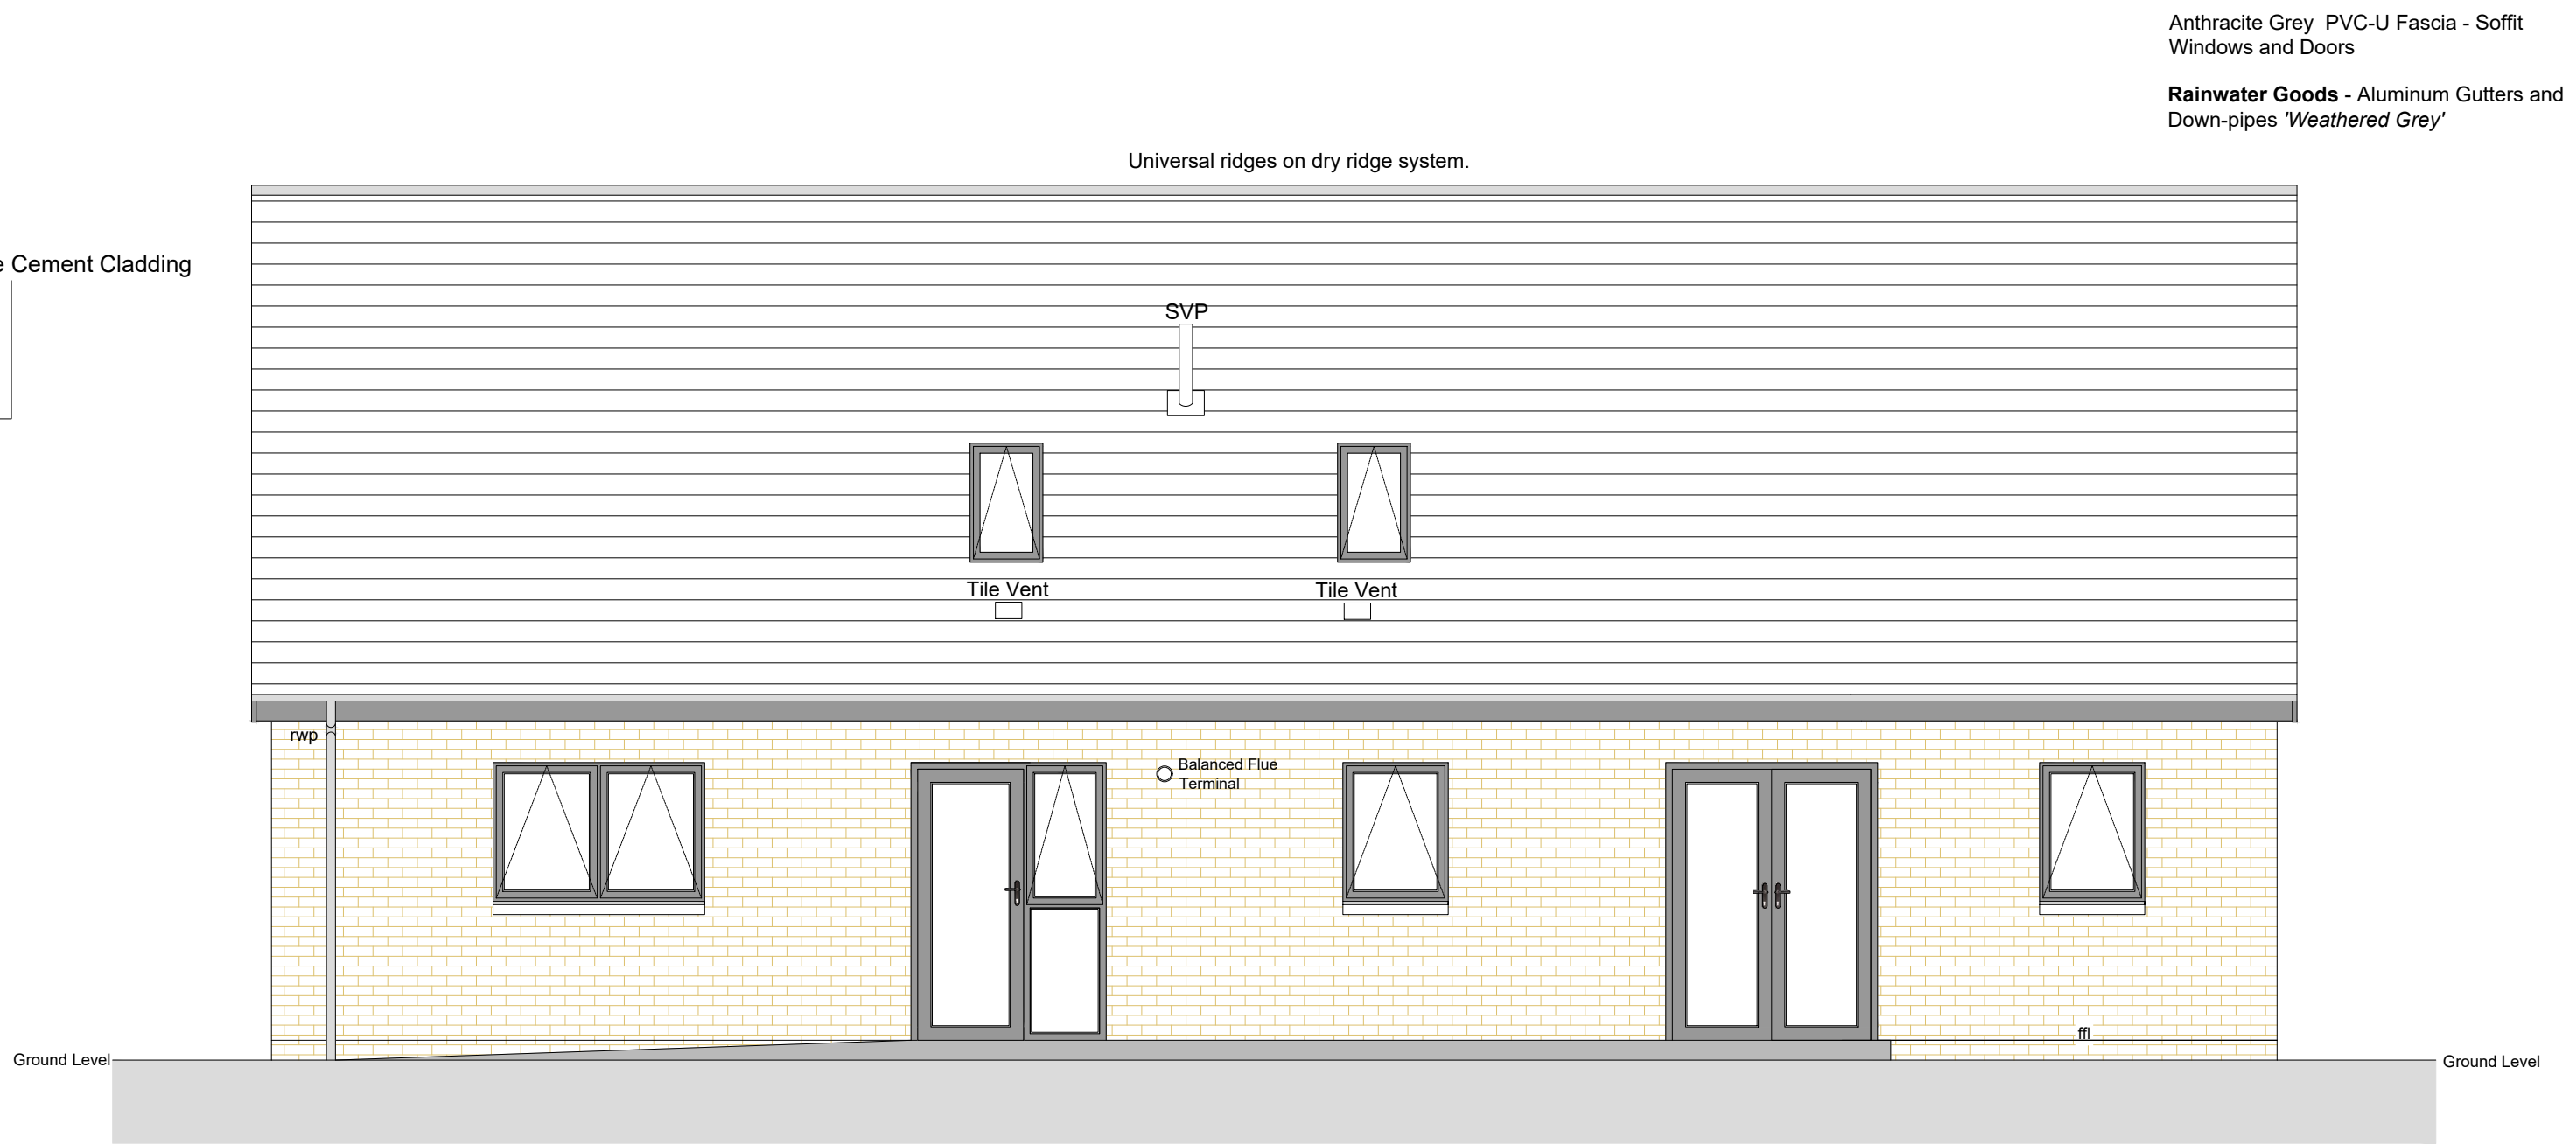 Anthracite Grey  PVC-U Fascia - Soffit
Windows and Doors
Rainwater Goods - Aluminum Gutters and
Down-pipes 'Weathered Grey'
Universal ridges on dry ridge system.
Cement Cladding
SVP
Tile Vent
Tile Vent
rwp
Balanced Flue
Terminal
ffl
Ground Level
Ground Level